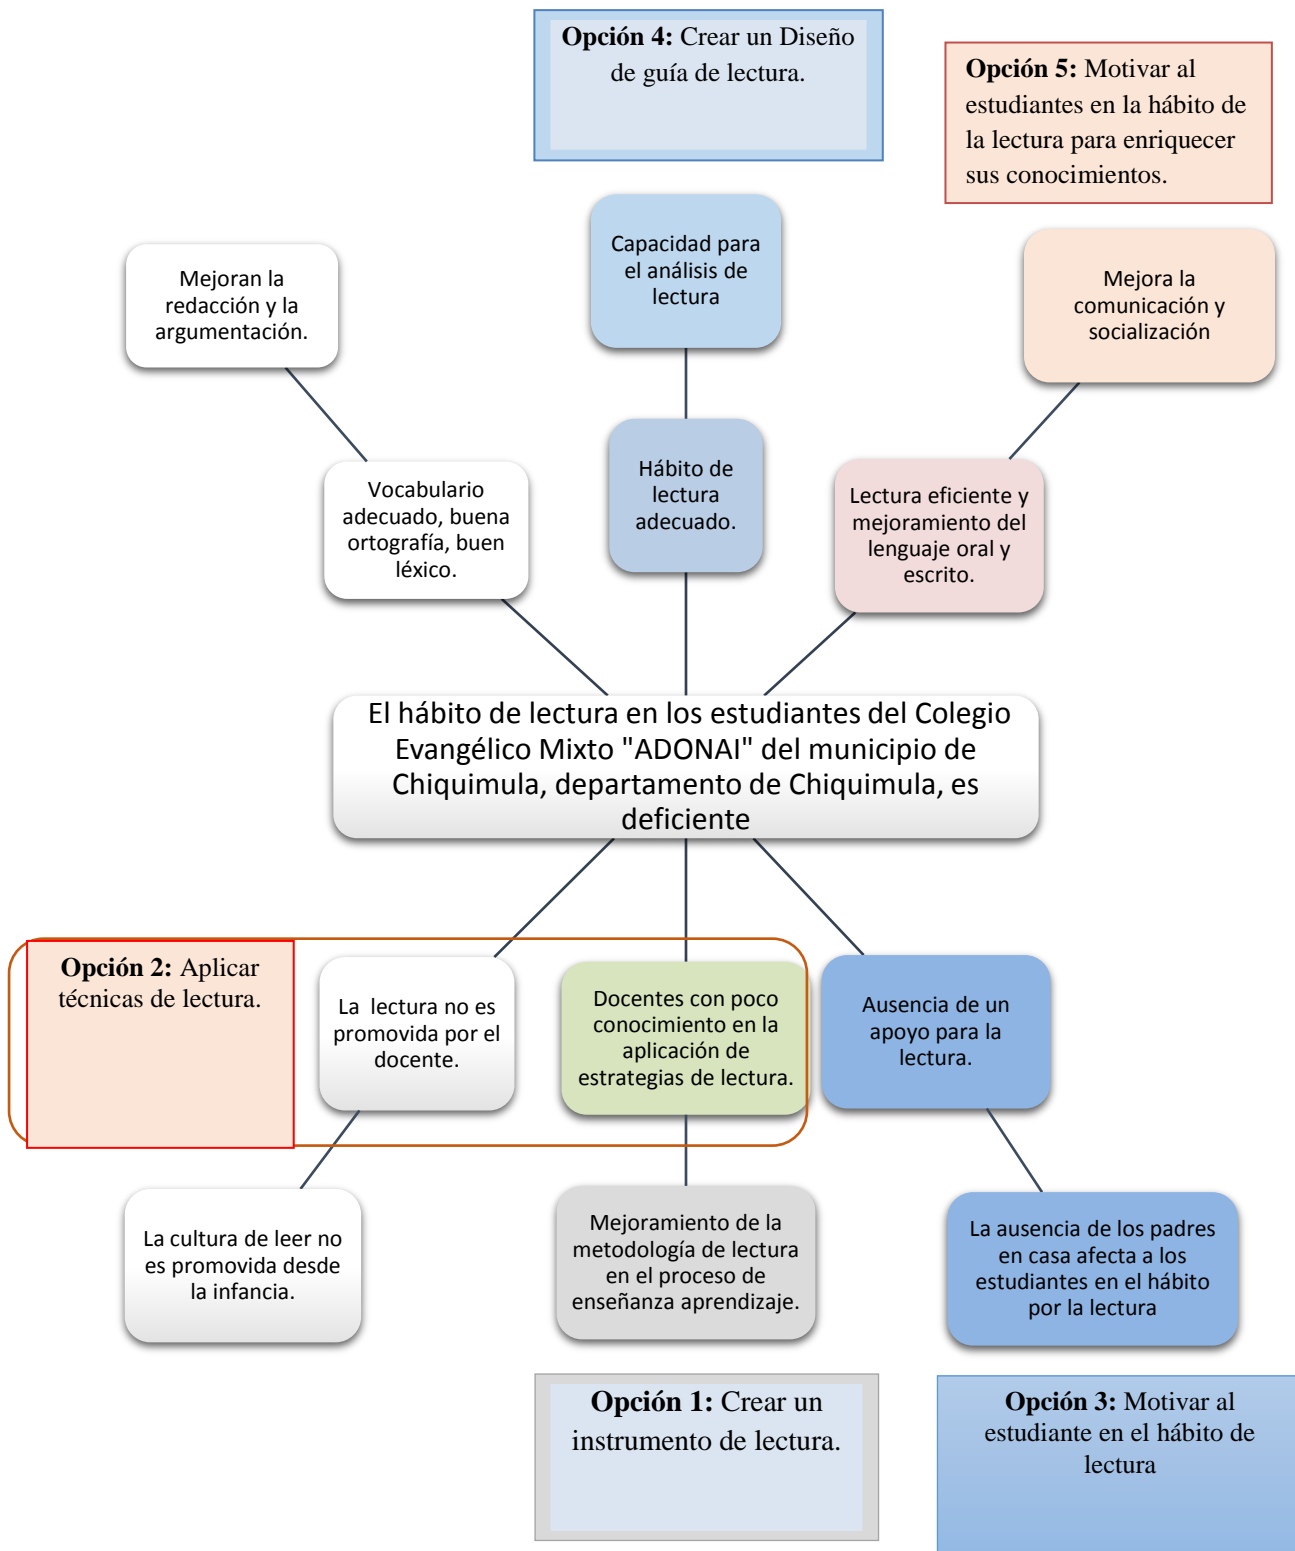 Opción 4: Crear un Diseño
de guía de lectura.
Opción 5: Motivar al
estudiantes en la hábito de
la lectura para enriquecer
sus conocimientos.
Mejoran la
redacción y la
argumentación.
Capacidad para
el análisis de
lectura
Mejora la
comunicación y
socialización
Vocabulario
adecuado, buena
ortografía, buen
léxico.
Hábito de
lectura
adecuado.
Lectura eficiente y
mejoramiento del
lenguaje oral y
escrito.
El hábito de lectura en los estudiantes del Colegio
Evangélico Mixto "ADONAI" del municipio de
Chiquimula, departamento de Chiquimula, es
deficiente
Opción 2: Aplicar
técnicas de lectura.
La lectura no es
promovida por el
docente.
Docentes con poco
conocimiento en la
aplicación de
estrategias de lectura.
Ausencia de un
apoyo para la
lectura.
La cultura de leer no
es promovida desde
la infancia.
Mejoramiento de la
metodología de lectura
en el proceso de
enseñanza aprendizaje.
La ausencia de los padres
en casa afecta a los
estudiantes en el hábito
por la lectura
Opción 1: Crear un
instrumento de lectura.
Opción 3: Motivar al
estudiante en el hábito de
lectura